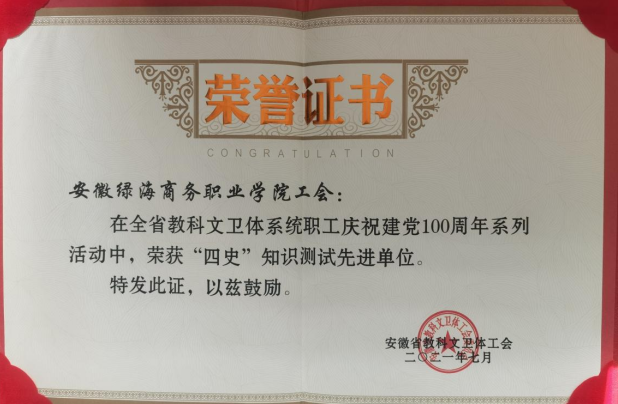 荣誉证书
CONGRATULATION
安徽绿海商务职业学院工会：
在全省教科文卫体系统职工庆祝建党100周年系列
活动中，荣获“四史”知识测试先进单位。
特发此证，以兹鼓励。
安徽省教科文卫体工会
二〇二一年七月